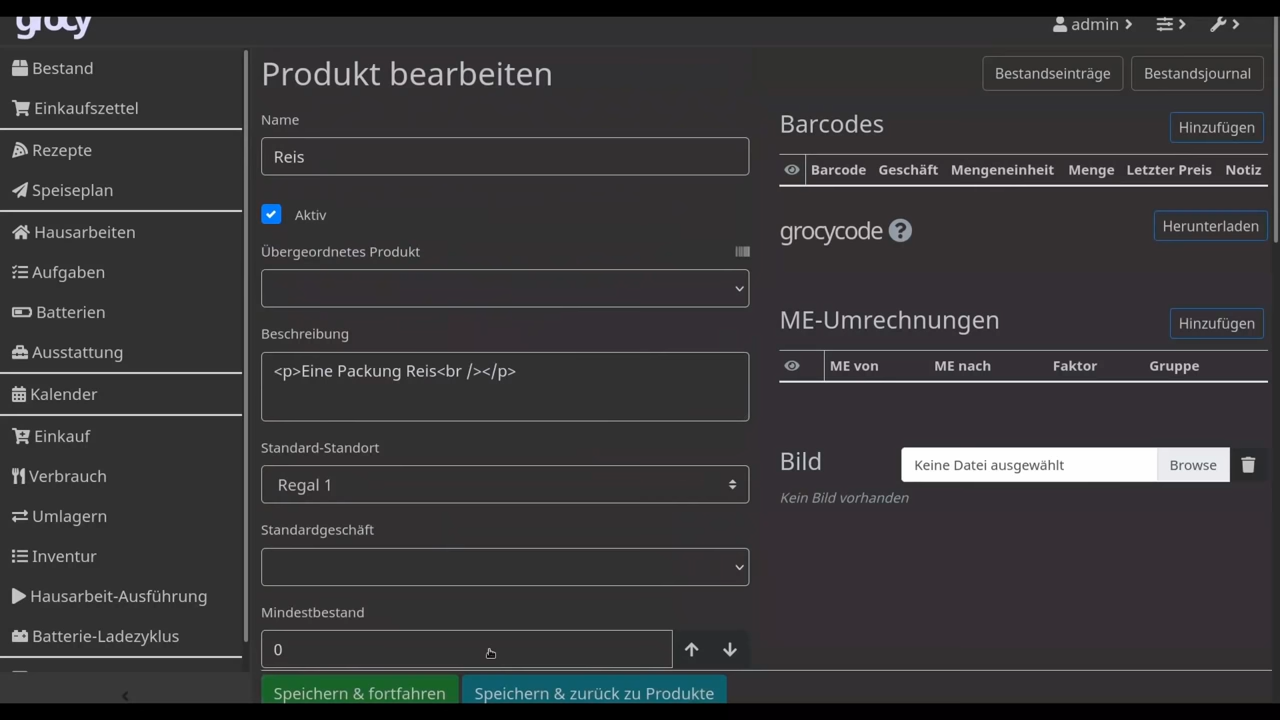 grocy
admin
Bestand
Einkaufszettel
Rezepte
Speiseplan
Hausarbeiten
Aufgaben
Batterien
Ausstattung
Kalender
Einkauf
Verbrauch
Umlagern
Inventur
Hausarbeit-Ausführung
Batterie-Ladezyklus
Produkt bearbeiten
Bestandseinträge
Bestandsjournal
Name
Reis
Aktiv
Übergeordnetes Produkt
Beschreibung
<p>Eine Packung Reis<br /></p>
Standard-Standort
Regal 1
Standardgeschäft
Mindestbestand
0
Speichern & fortfahren
Speichern & zurück zu Produkte
Barcodes
Hinzufügen
Barcode Geschäft Mengeneinheit Menge Letzter Preis Notiz
grocycode
Herunterladen
ME-Umrechnungen
Hinzufügen
ME von ME nach Faktor Gruppe
Bild
Keine Datei ausgewählt
Browse
Kein Bild vorhanden